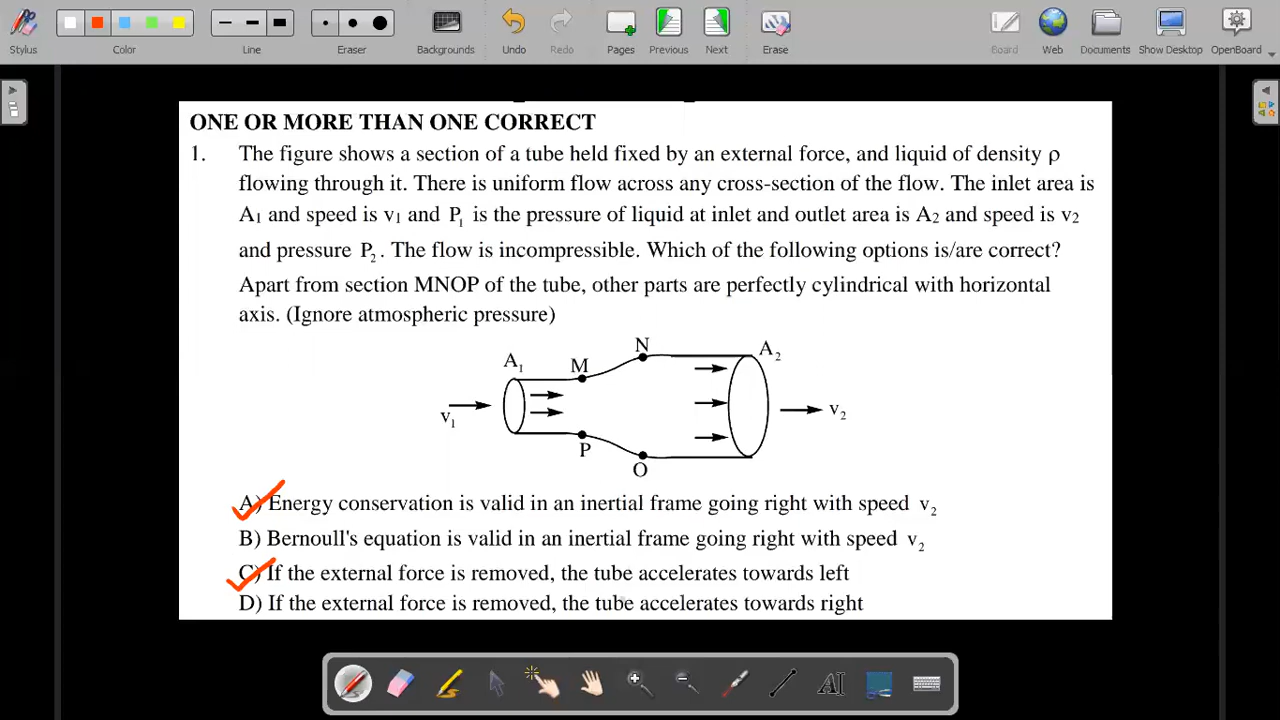 Stylus
Color
Line
Eraser
Backgrounds
Undo
Redo
Pages
Previous
Next
Erase
Board
Web
Documents
Show Desktop
OpenBoard
ONE OR MORE THAN ONE CORRECT
1. The figure shows a section of a tube held fixed by an external force, and liquid of density ρ
flowing through it. There is uniform flow across any cross-section of the flow. The inlet area is
A₁ and speed is v₁ and P₁ is the pressure of liquid at inlet and outlet area is A₂ and speed is v₂
and pressure P₂. The flow is incompressible. Which of the following options is/are correct?
Apart from section MNOP of the tube, other parts are perfectly cylindrical with horizontal
axis. (Ignore atmospheric pressure)
N
A₂
A₁
M
v₁
v₂
P
O
A) Energy conservation is valid in an inertial frame going right with speed v₂
B) Bernoull's equation is valid in an inertial frame going right with speed v₂
C) If the external force is removed, the tube accelerates towards left
D) If the external force is removed, the tube accelerates towards right
AI